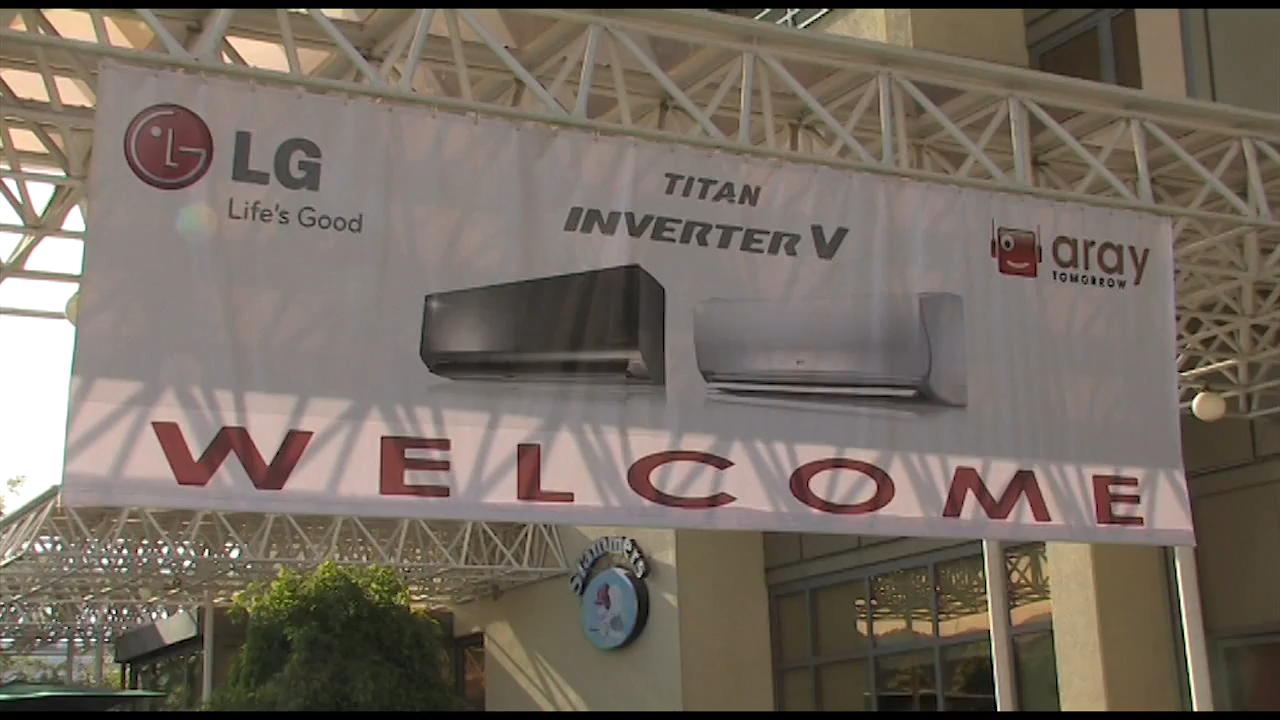 LG
Life's Good
TITAN
INVERTER V
aray
TOMORROW
WELCOME